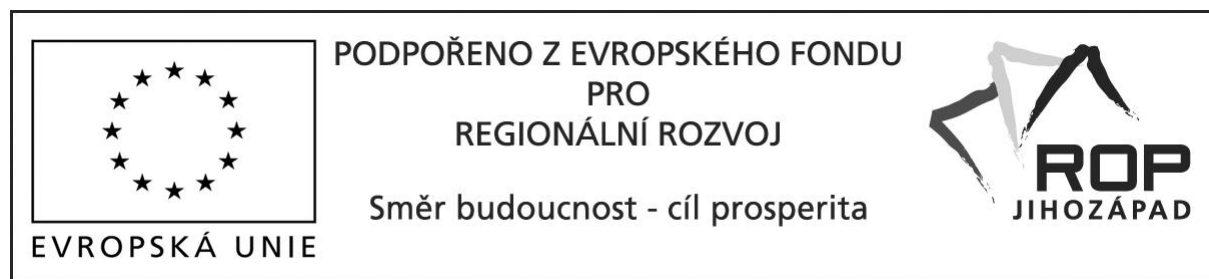 EVROPSKÁ UNIE
PODPOŘENO Z EVROPSKÉHO FONDU
PRO
REGIONÁLNÍ ROZVOJ
Směr budoucnost - cíl prosperita
ROP
JIHOZÁPAD